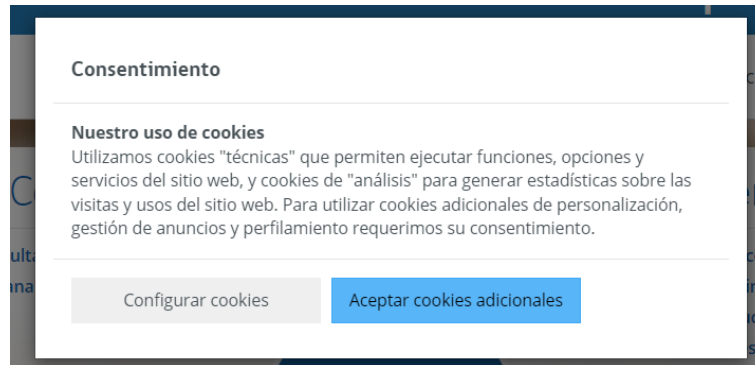 Consentimiento
Nuestro uso de cookies
Utilizamos cookies "técnicas" que permiten ejecutar funciones, opciones y
servicios del sitio web, y cookies de "análisis" para generar estadísticas sobre las
visitas y usos del sitio web. Para utilizar cookies adicionales de personalización,
gestión de anuncios y perfilamiento requerimos su consentimiento.
Configurar cookies
Aceptar cookies adicionales